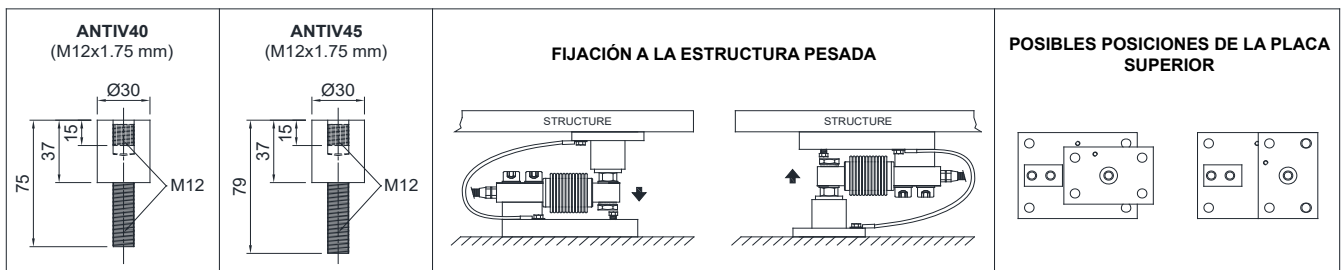 ANTIV40
(M12x1.75 mm)
Ø30
15
37
75
M12
ANTIV45
(M12x1.75 mm)
Ø30
15
37
79
M12
FIJACIÓN A LA ESTRUCTURA PESADA
STRUCTURE
STRUCTURE
POSIBLES POSICIONES DE LA PLACA
SUPERIOR